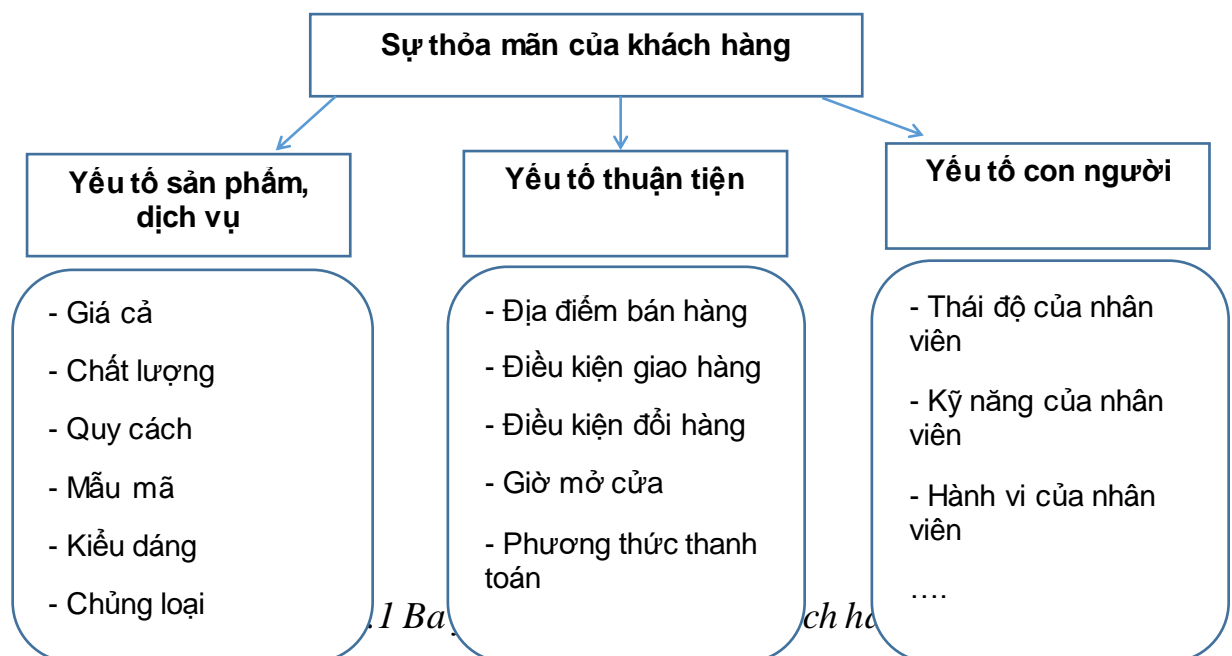 Sự thỏa mãn của khách hàng
Yếu tố sản phẩm,
dịch vụ
- Giá cả
- Chất lượng
- Quy cách
- Mẫu mã
- Kiểu dáng
- Chủng loại
Yếu tố thuận tiện
- Địa điểm bán hàng
- Điều kiện giao hàng
- Điều kiện đổi hàng
- Giờ mở cửa
- Phương thức thanh
toán
Yếu tố con người
- Thái độ của nhân
viên
- Kỹ năng của nhân
viên
- Hành vi của nhân
viên
….
.1 Ba